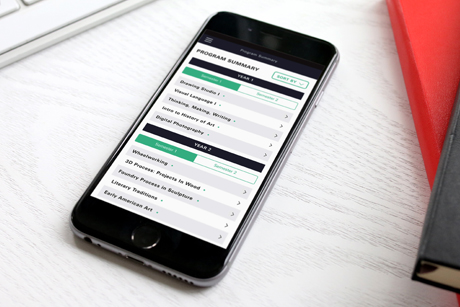 Program Summary
PROGRAM SUMMARY
SORT BY
YEAR 1
Semester 1
Semester 2
Drawing Studio I
Visual Language I
Thinking, Making, Writing
Intro to History of Art
Digital Photography
YEAR 2
Semester 1
Semester 2
Wheelworking
3D Process: Projects in Wood
Foundry Process in Sculpture
Literary Traditions
Early American Art